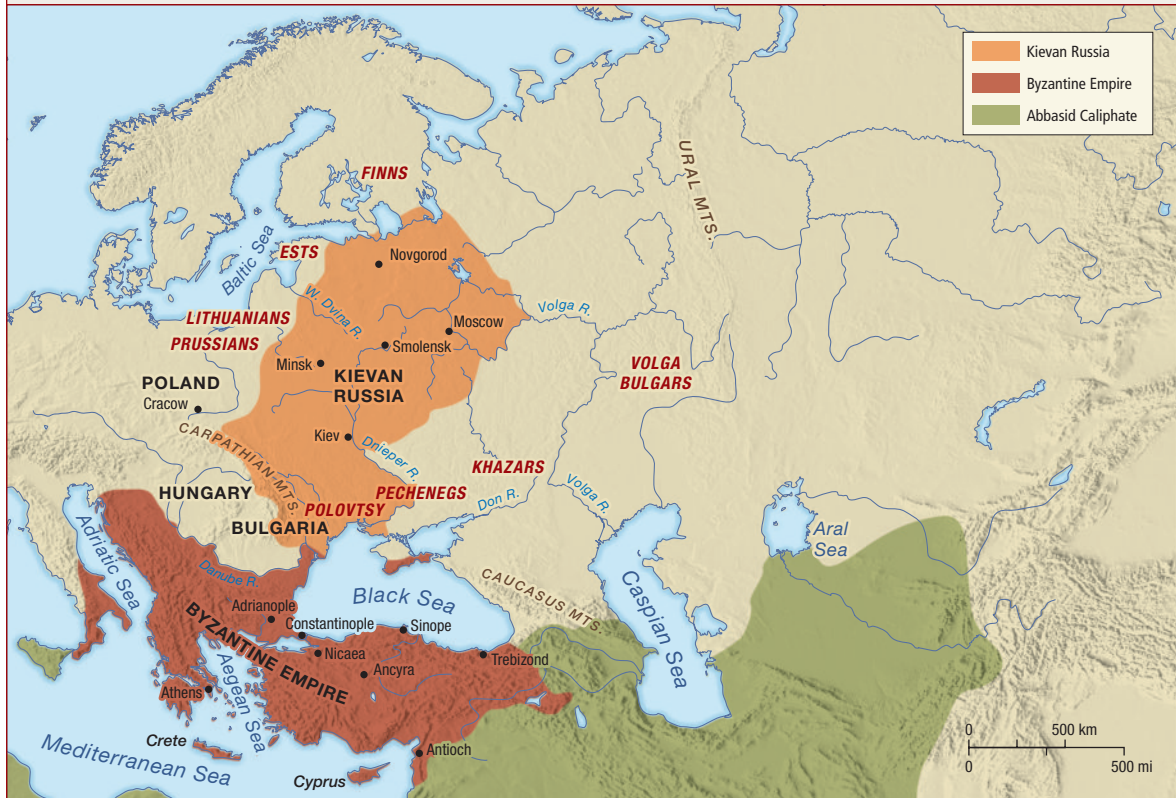 Kievan Russia
Byzantine Empire
Abbasid Caliphate
URAL MTS.
FINNS
Baltic Sea
ESTS
Novgorod
W. Dvina R.
Volga R.
LITHUANIANS
PRUSSIANS
Moscow
Smolensk
Minsk
KIEVAN
RUSSIA
VOLGA
BULGARS
POLAND
Cracow
CARPATHIAN MTS.
Kiev
Dnieper R.
KHAZARS
HUNGARY
PECHENEGS
POLOVTSY
Don R.
Volga R.
BULGARIA
Aral
Sea
Adriatic Sea
Danube R.
CAUCASUS MTS.
Caspian Sea
Black Sea
Adrianople
Constantinople
Sinope
BYZANTINE EMPIRE
Nicaea
Trebizond
Ancyra
Aegean Sea
Athens
Crete
Mediterranean Sea
Antioch
Cyprus
0
500 km
0
500 mi